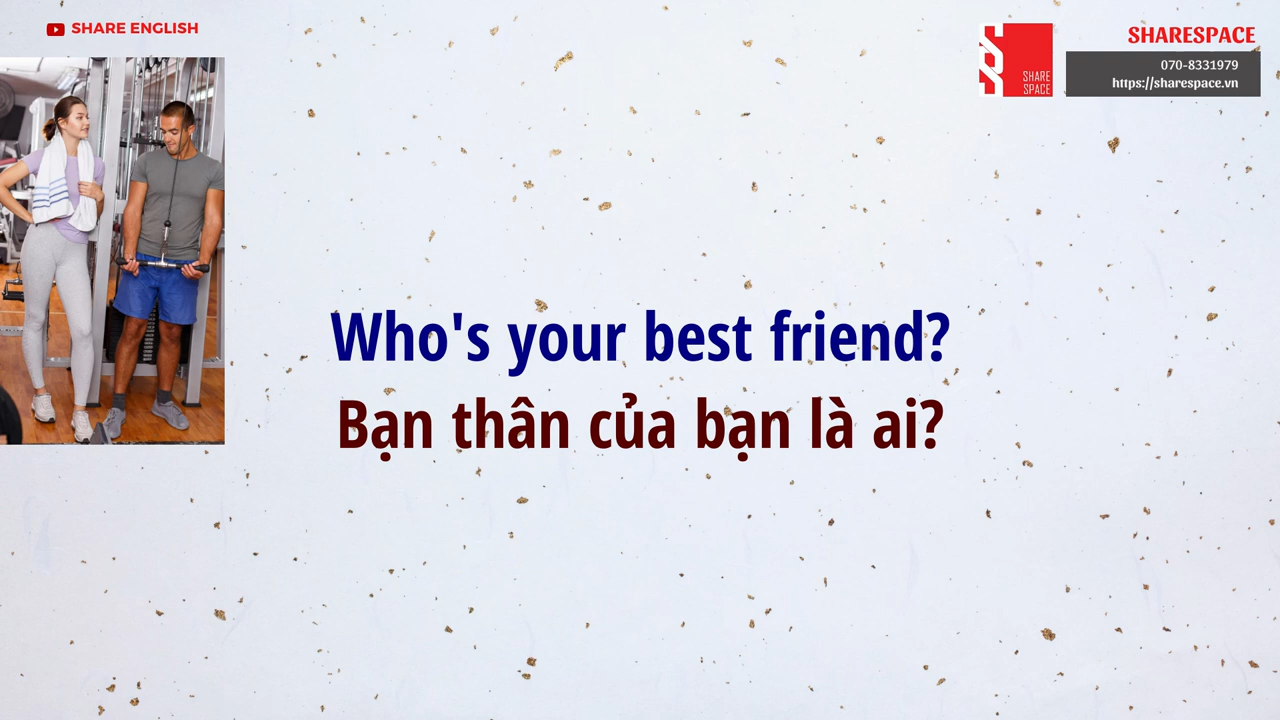 SHARE ENGLISH
SHARE
SPACE
SHARESPACE
070-8331979
https://sharespace.vn
Who's your best friend?
Bạn thân của bạn là ai?